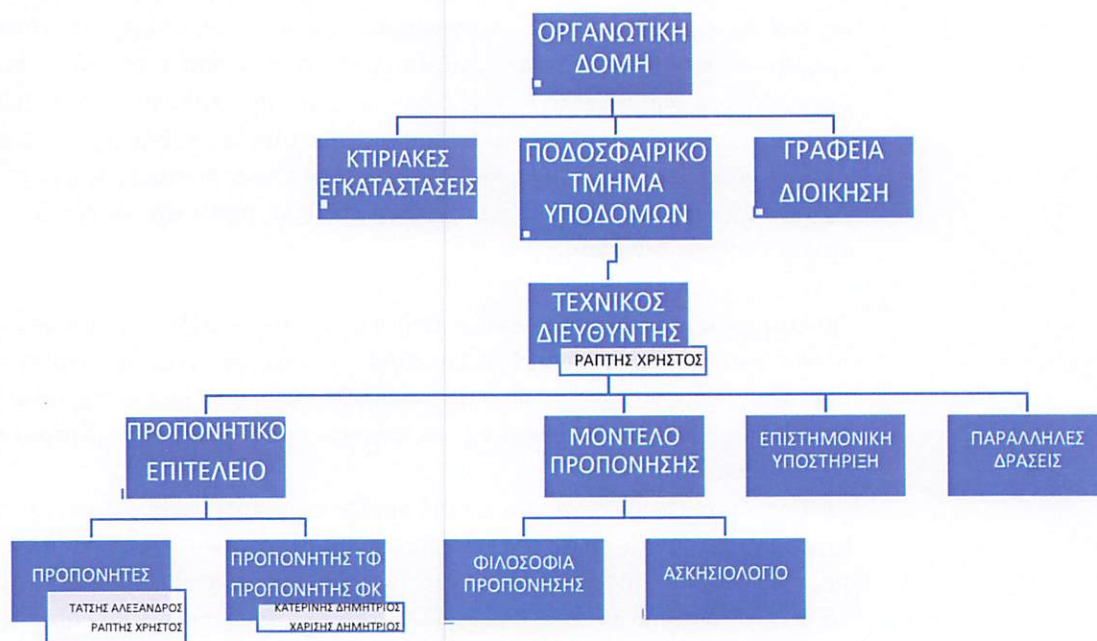 ΟΡΓΑΝΩΤΙΚΗ
ΔΟΜΗ
ΚΤΙΡΙΑΚΕΣ
ΕΓΚΑΤΑΣΤΑΣΕΙΣ
ΠΟΔΟΣΦΑΙΡΙΚΟ
ΤΜΗΜΑ
ΥΠΟΔΟΜΩΝ
ΓΡΑΦΕΙΑ
ΔΙΟΙΚΗΣΗ
ΤΕΧΝΙΚΟΣ
ΔΙΕΥΘΥΝΤΗΣ
ΡΑΠΤΗΣ ΧΡΗΣΤΟΣ
ΠΡΟΠΟΝΗΤΙΚΟ
ΕΠΙΤΕΛΕΙΟ
ΜΟΝΤΕΛΟ
ΠΡΟΠΟΝΗΣΗΣ
ΕΠΙΣΤΗΜΟΝΙΚΗ
ΥΠΟΣΤΗΡΙΞΗ
ΠΑΡΑΛΛΗΛΕΣ
ΔΡΑΣΕΙΣ
ΠΡΟΠΟΝΗΤΕΣ
ΤΑΤΣΗΣ ΑΛΕΞΑΝΔΡΟΣ
ΡΑΠΤΗΣ ΧΡΗΣΤΟΣ
ΠΡΟΠΟΝΗΤΗΣ ΤΦ
ΠΡΟΠΟΝΗΤΗΣ ΦΚ
ΚΑΤΕΡΙΝΗΣ ΔΗΜΗΤΡΙΟΣ
ΧΑΡΙΣΗΣ ΔΗΜΗΤΡΙΟΣ
ΦΙΛΟΣΟΦΙΑ
ΠΡΟΠΟΝΗΣΗΣ
ΑΣΚΗΣΙΟΛΟΓΙΟ